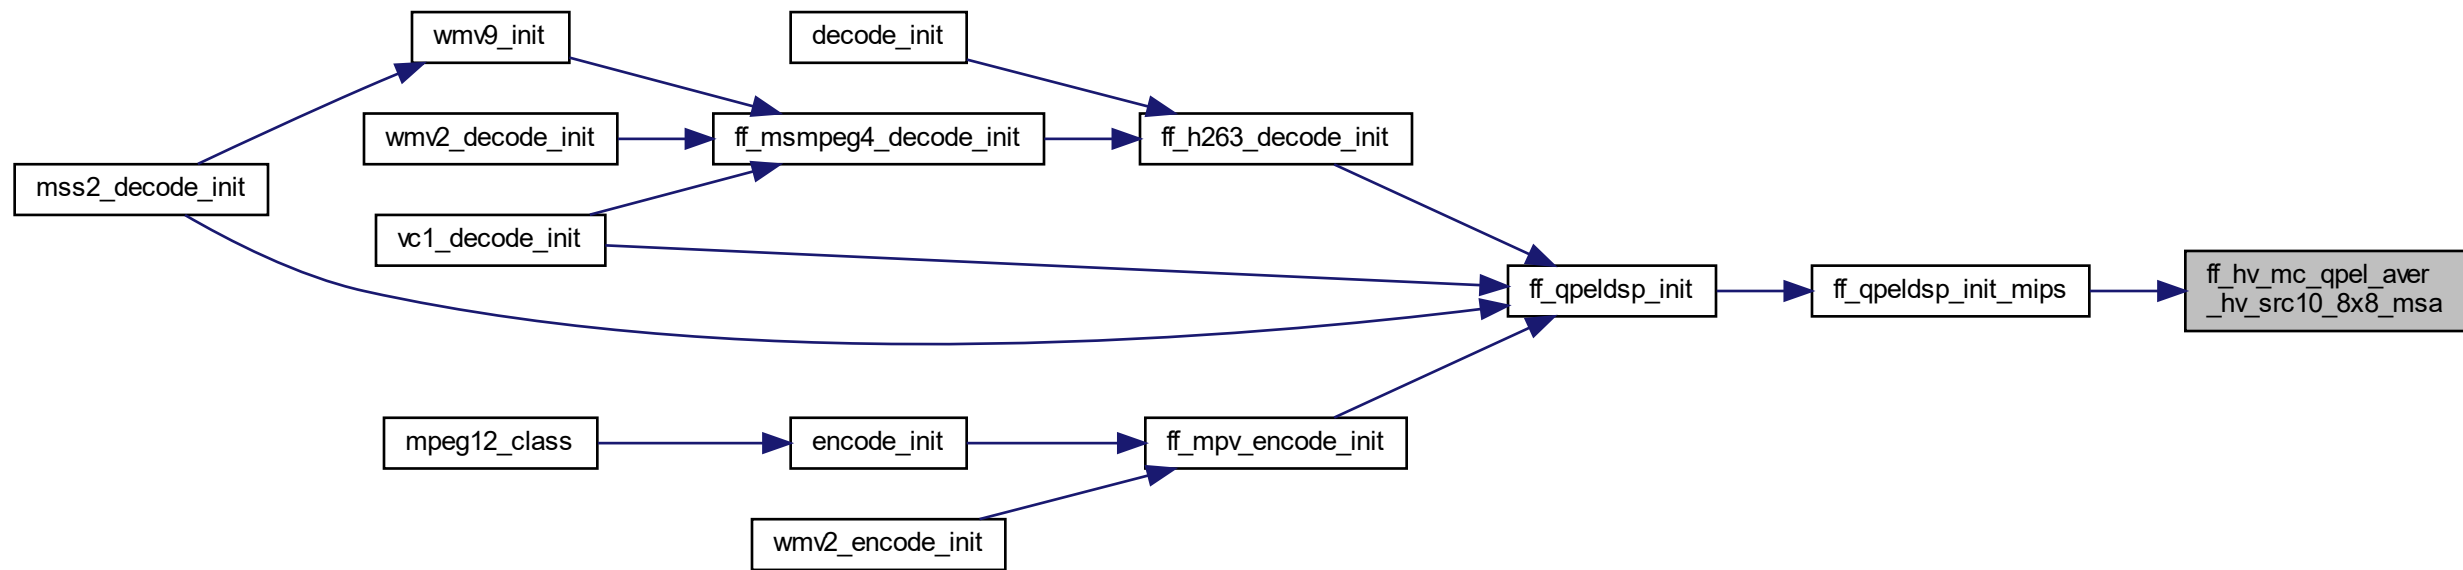 wmv9_init
decode_init
wmv2_decode_init
ff_msmpeg4_decode_init
ff_h263_decode_init
mss2_decode_init
vc1_decode_init
ff_qpeldsp_init
ff_qpeldsp_init_mips
ff_hv_mc_qpel_aver
_hv_src10_8x8_msa
mpeg12_class
encode_init
ff_mpv_encode_init
wmv2_encode_init